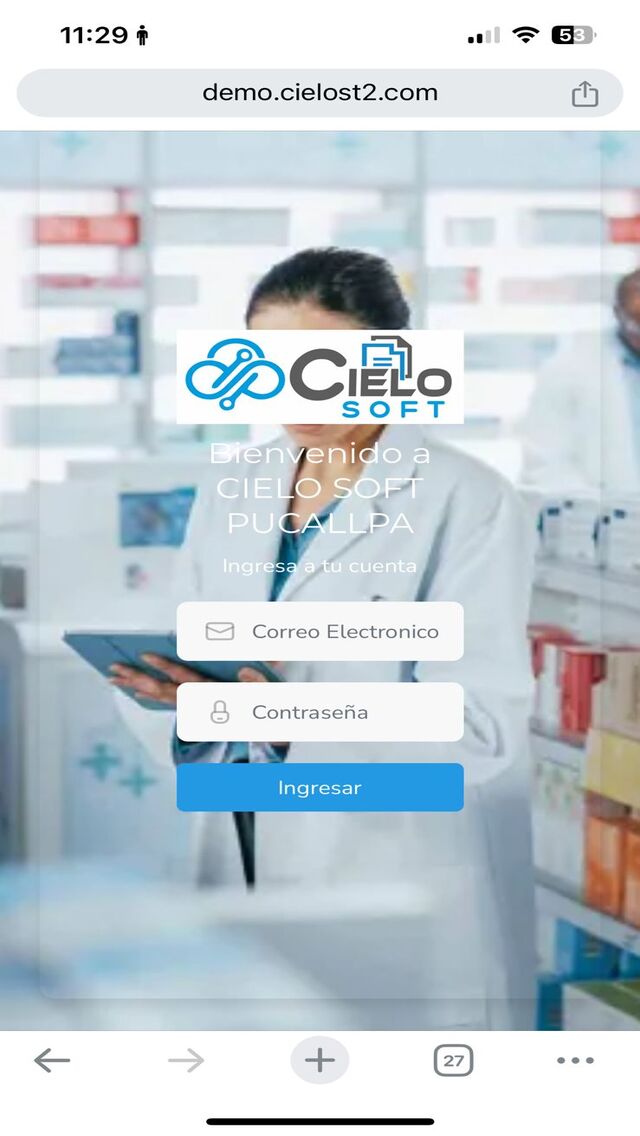 11:29
53
demo.cielost2.com
CIELO
SOFT
Bienvenido a
CIELO SOFT
PUCALLPA
Ingresa a tu cuenta
Correo Electronico
Contraseña
Ingresar
27